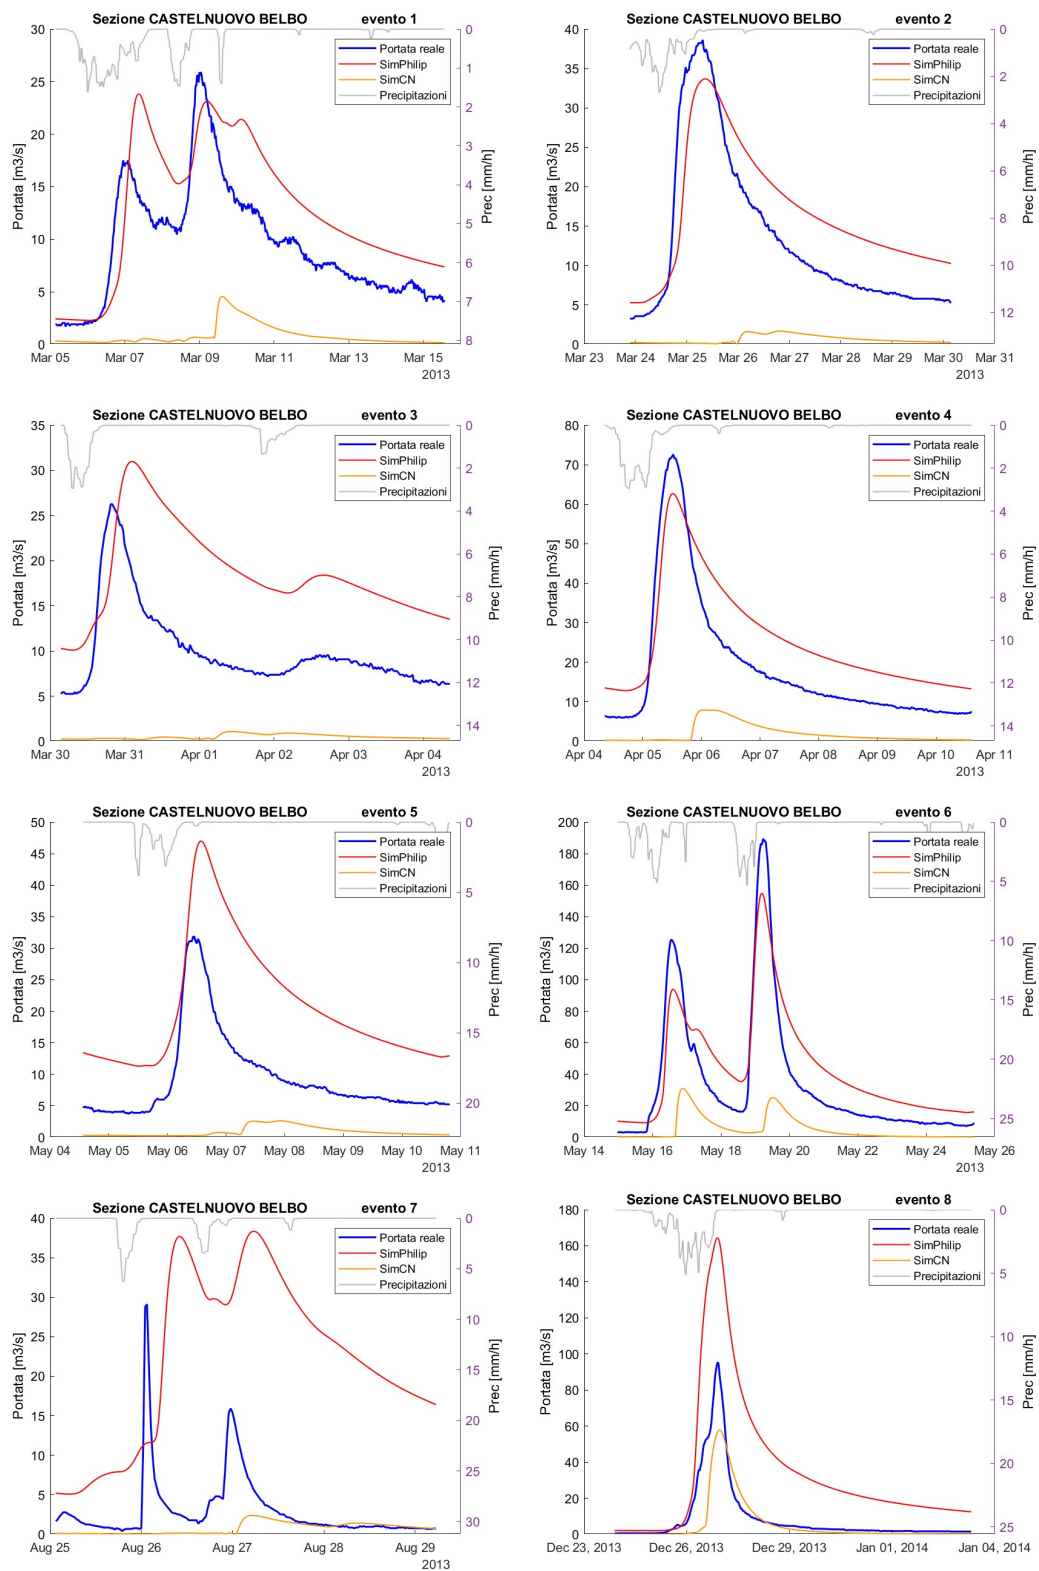 Sezione CASTELNUOVO BELBO evento 1
Portata [m3/s]
Prec [mm/h]
30
25
20
15
10
5
0
0
1
2
3
4
5
6
7
8
Portata reale
SimPhilip
SimCN
Precipitazioni
Mar 05 Mar 07 Mar 09 Mar 11 Mar 13 Mar 15
2013
Sezione CASTELNUOVO BELBO evento 2
Portata [m3/s]
Prec [mm/h]
40
35
30
25
20
15
10
5
0
0
2
4
6
8
10
12
Portata reale
SimPhilip
SimCN
Precipitazioni
Mar 23 Mar 24 Mar 25 Mar 26 Mar 27 Mar 28 Mar 29 Mar 30 Mar 31
2013
Sezione CASTELNUOVO BELBO evento 3
Portata [m3/s]
Prec [mm/h]
35
30
25
20
15
10
5
0
0
2
4
6
8
10
12
14
Portata reale
SimPhilip
SimCN
Precipitazioni
Mar 30 Mar 31 Apr 01 Apr 02 Apr 03 Apr 04
2013
Sezione CASTELNUOVO BELBO evento 4
Portata [m3/s]
Prec [mm/h]
80
70
60
50
40
30
20
10
0
0
2
4
6
8
10
12
14
Portata reale
SimPhilip
SimCN
Precipitazioni
Apr 04 Apr 05 Apr 06 Apr 07 Apr 08 Apr 09 Apr 10 Apr 11
2013
Sezione CASTELNUOVO BELBO evento 5
Portata [m3/s]
Prec [mm/h]
50
45
40
35
30
25
20
15
10
5
0
0
5
10
15
20
Portata reale
SimPhilip
SimCN
Precipitazioni
May 04 May 05 May 06 May 07 May 08 May 09 May 10 May 11
2013
Sezione CASTELNUOVO BELBO evento 6
Portata [m3/s]
Prec [mm/h]
200
180
160
140
120
100
80
60
40
20
0
0
5
10
15
20
25
Portata reale
SimPhilip
SimCN
Precipitazioni
May 14 May 16 May 18 May 20 May 22 May 24 May 26
2013
Sezione CASTELNUOVO BELBO evento 7
Portata [m3/s]
Prec [mm/h]
40
35
30
25
20
15
10
5
0
0
5
10
15
20
25
30
Portata reale
SimPhilip
SimCN
Precipitazioni
Aug 25 Aug 26 Aug 27 Aug 28 Aug 29
2013
Sezione CASTELNUOVO BELBO evento 8
Portata [m3/s]
Prec [mm/h]
180
160
140
120
100
80
60
40
20
0
0
5
10
15
20
25
Portata reale
SimPhilip
SimCN
Precipitazioni
Dec 23, 2013 Dec 26, 2013 Dec 29, 2013 Jan 01, 2014 Jan 04, 2014